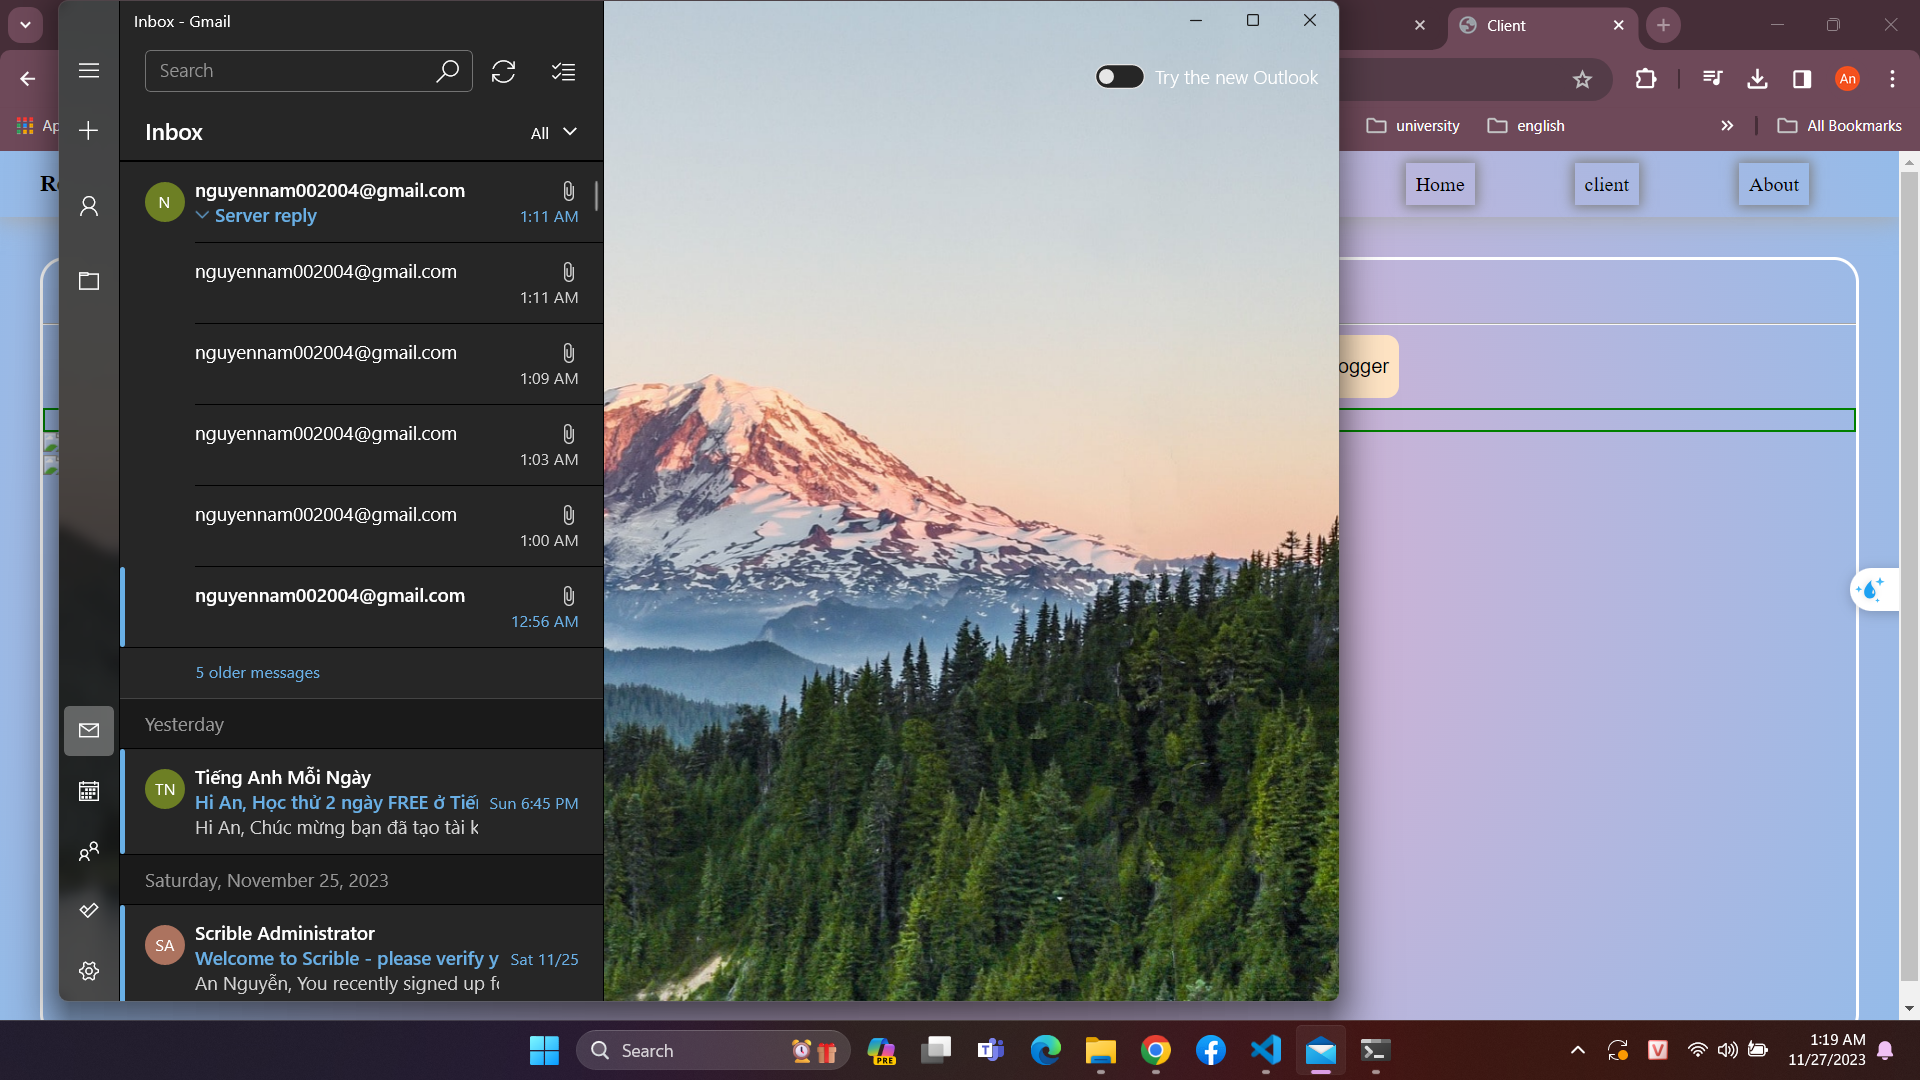 Inbox - Gmail
Client
Search
Try the new Outlook
An
Ap
university
english
All Bookmarks
Inbox
All
Home
client
About
N
nguyennam002004@gmail.com
Server reply
1:11 AM
nguyennam002004@gmail.com
1:11 AM
nguyennam002004@gmail.com
1:09 AM
ogger
nguyennam002004@gmail.com
1:03 AM
nguyennam002004@gmail.com
1:00 AM
nguyennam002004@gmail.com
12:56 AM
5 older messages
Yesterday
TN
Tiếng Anh Mỗi Ngày
Hi An, Học thử 2 ngày FREE ở Tiế
Sun 6:45 PM
Hi An, Chúc mừng bạn đã tạo tài k
Saturday, November 25, 2023
SA
Scrible Administrator
Welcome to Scrible - please verify y
Sat 11/25
An Nguyễn, You recently signed up fo
Search
PRE
V
1:19 AM
11/27/2023